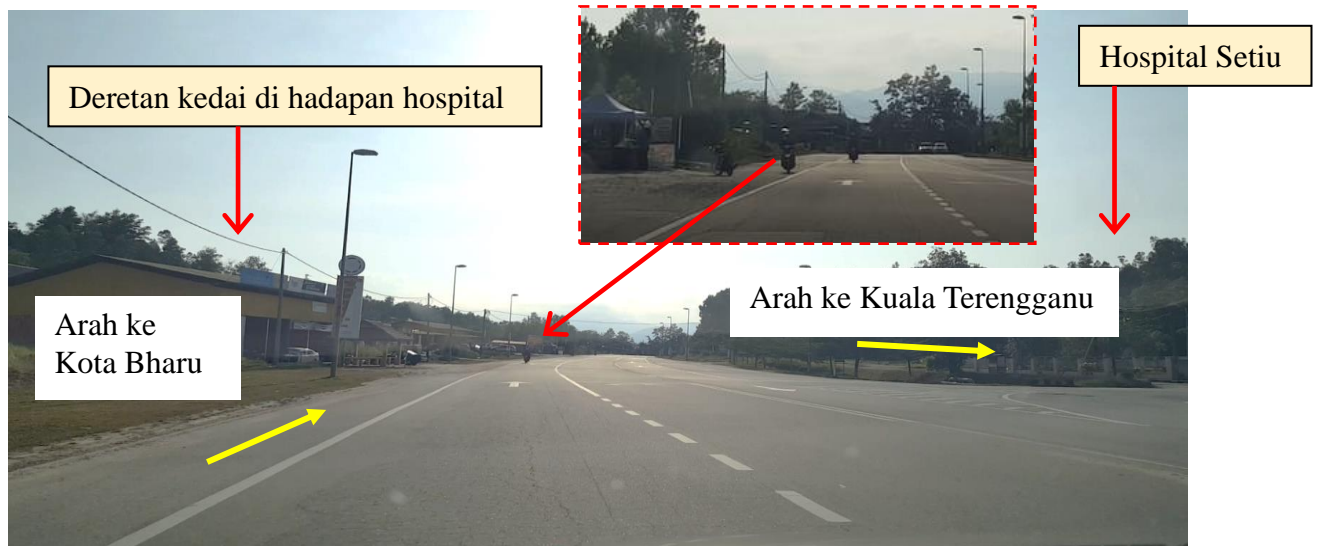 Deretan kedai di hadapan hospital
Hospital Setiu
Arah ke
Kota Bharu
Arah ke Kuala Terengganu